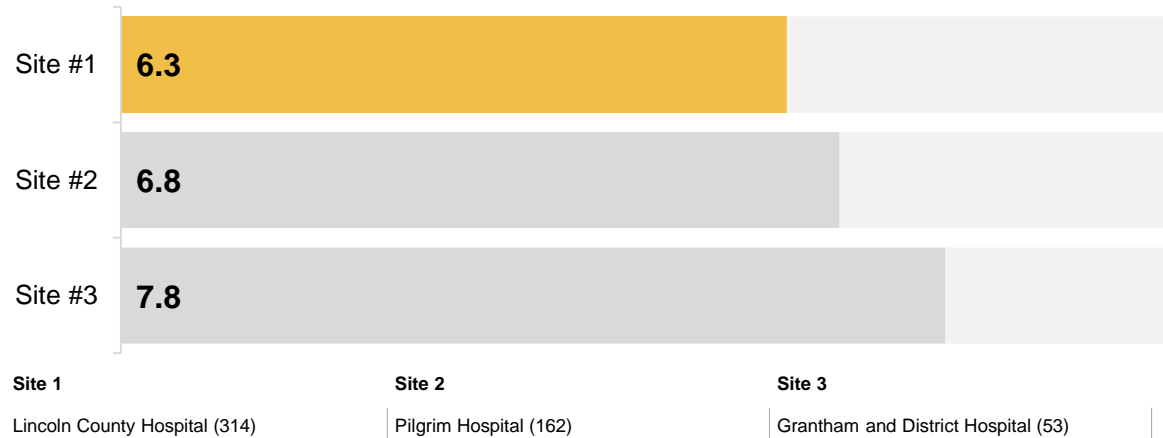 Site #1 6.3
Site #2 6.8
Site #3 7.8
Site 1 Site 2 Site 3
Lincoln County Hospital (314) Pilgrim Hospital (162) Grantham and District Hospital (53)